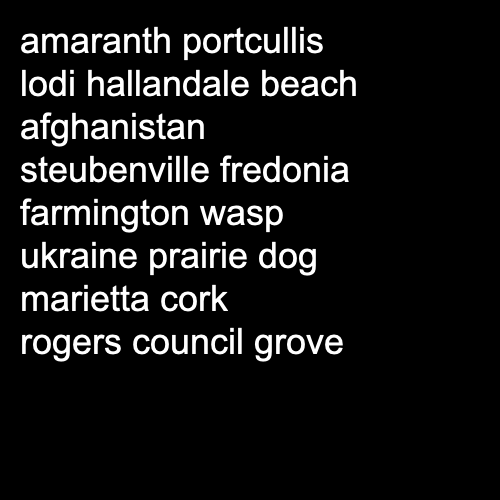 amaranth portcullis
lodi hallandale beach
afghanistan
steubenville fredonia
farmington wasp
ukraine prairie dog
marietta cork
rogers council grove